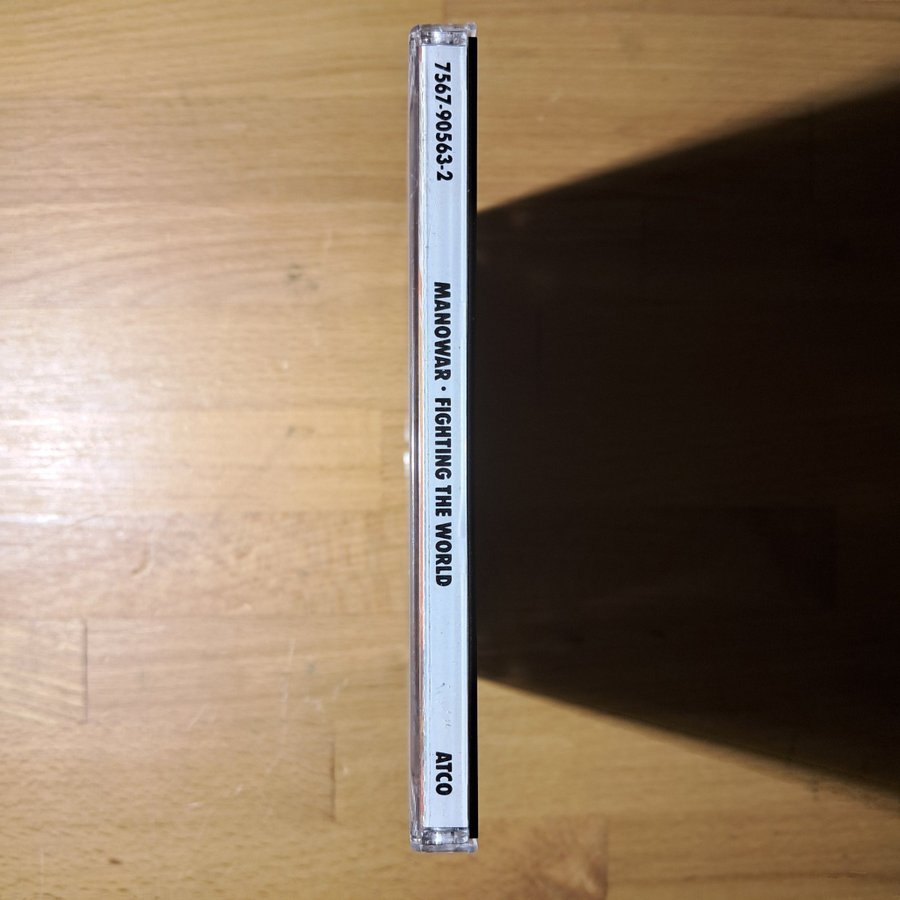 7567-90563-2
MANOWAR · FIGHTING THE WORLD
ATCO